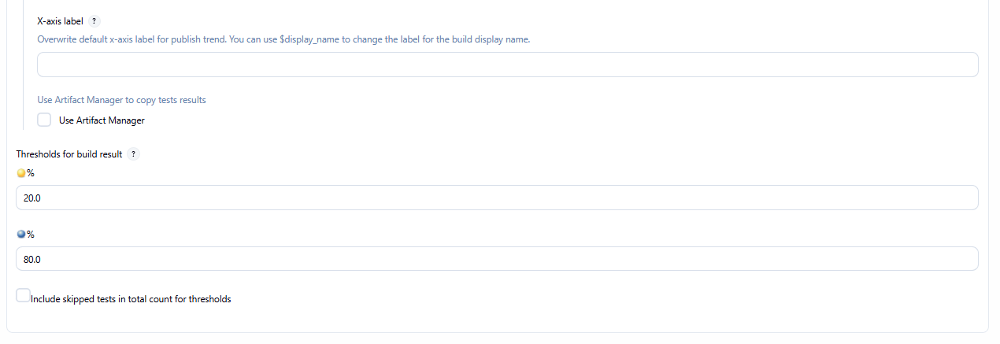 X-axis label ?
Overwrite default x-axis label for publish trend. You can use $display_name to change the label for the build display name.
Use Artifact Manager to copy tests results
Use Artifact Manager
Thresholds for build result ?
%
20.0
%
80.0
Include skipped tests in total count for thresholds